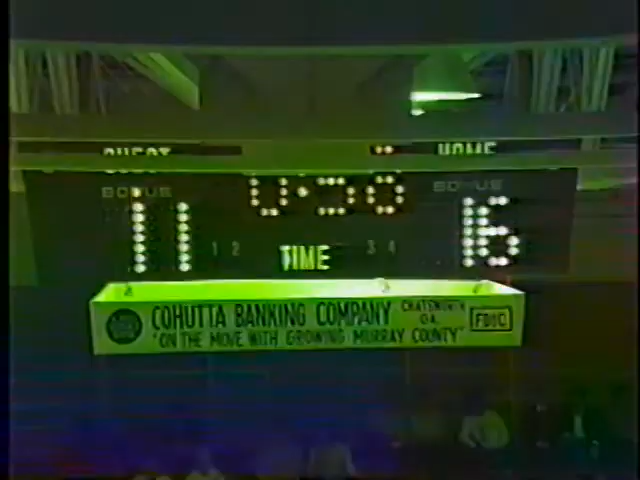 GUEST HOME
BONUS 0:58 BONUS
11 1 2 TIME 3 4 16
COHUTTA BANKING COMPANY CHATSWORTH GA. FDIC
"ON THE MOVE WITH GROWING MURRAY COUNTY"